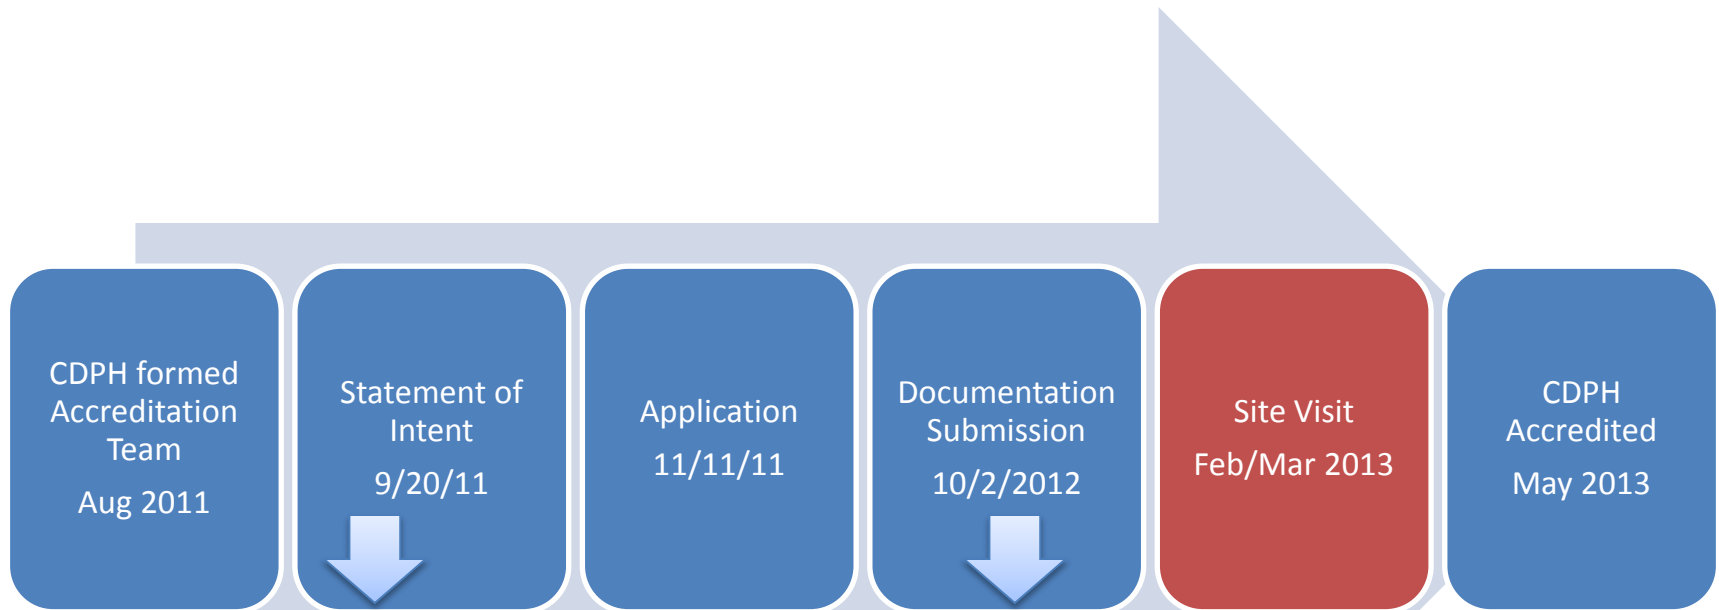 CDPH formed
Accreditation
Team
Aug 2011
Statement of
Intent
9/20/11
Application
11/11/11
Documentation
Submission
10/2/2012
Site Visit
Feb/Mar 2013
CDPH
Accredited
May 2013